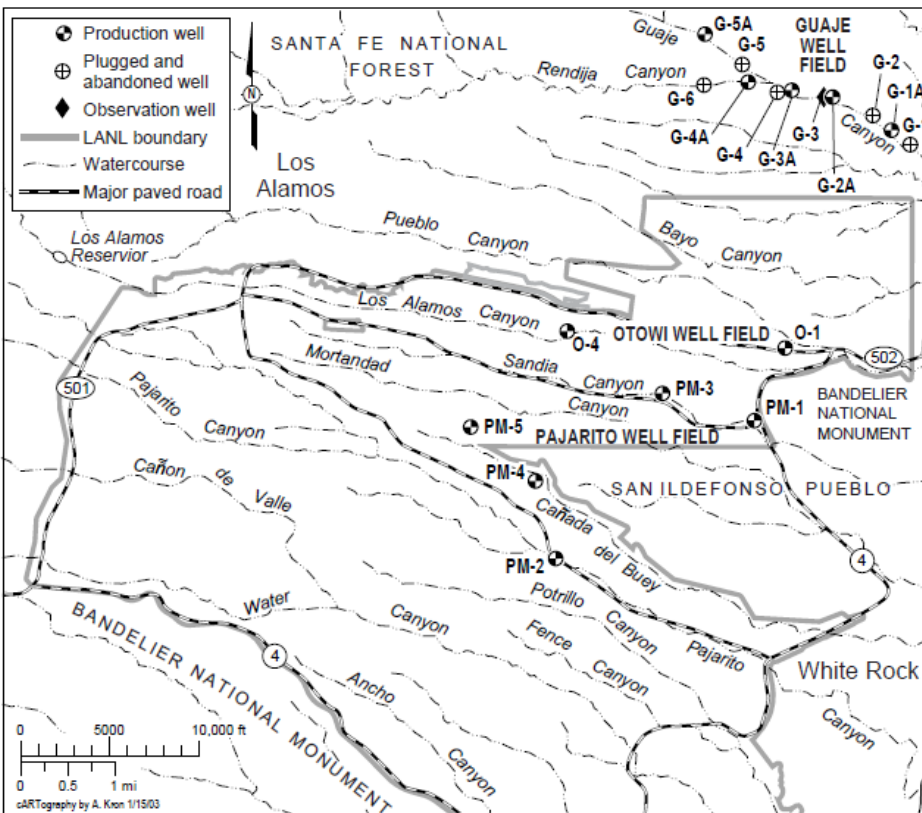 Production well
Plugged and
abandoned well
Observation well
LANL boundary
Watercourse
Major paved road
N
SANTA FE NATIONAL
FOREST
Guaje
G-5A
G-5
GUAJE
WELL
FIELD
G-2
G-1A
Rendija Canyon
G-6
G-4A
G-4
G-3A
G-3
G-2A
Canyon
Los
Alamos
Los Alamos
Reservior
Pueblo Canyon
Bayo Canyon
Los Alamos Canyon
O-4
OTOWI WELL FIELD
O-1
502
501
Mortandad
Sandia
Canyon
Canyon
PM-3
PM-1
BANDELIER
NATIONAL
MONUMENT
Pajarito
Canyon
PM-5
PAJARITO WELL FIELD
Cañon de Valle
PM-4
SAN ILDEFONSO PUEBLO
Cañada del Buey
PM-2
4
Water
Canyon
Potrillo Canyon
Fence Canyon
Pajarito
White Rock
Canyon
BANDELIER NATIONAL MONUMENT
4
Ancho
Canyon
0 5000 10,000 ft
0 0.5 1 mi
cARTography by A. Kron 1/15/03